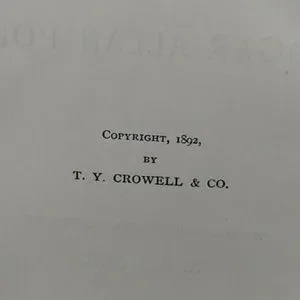 COPYRIGHT, 1892,
BY
T. Y. CROWELL & CO.